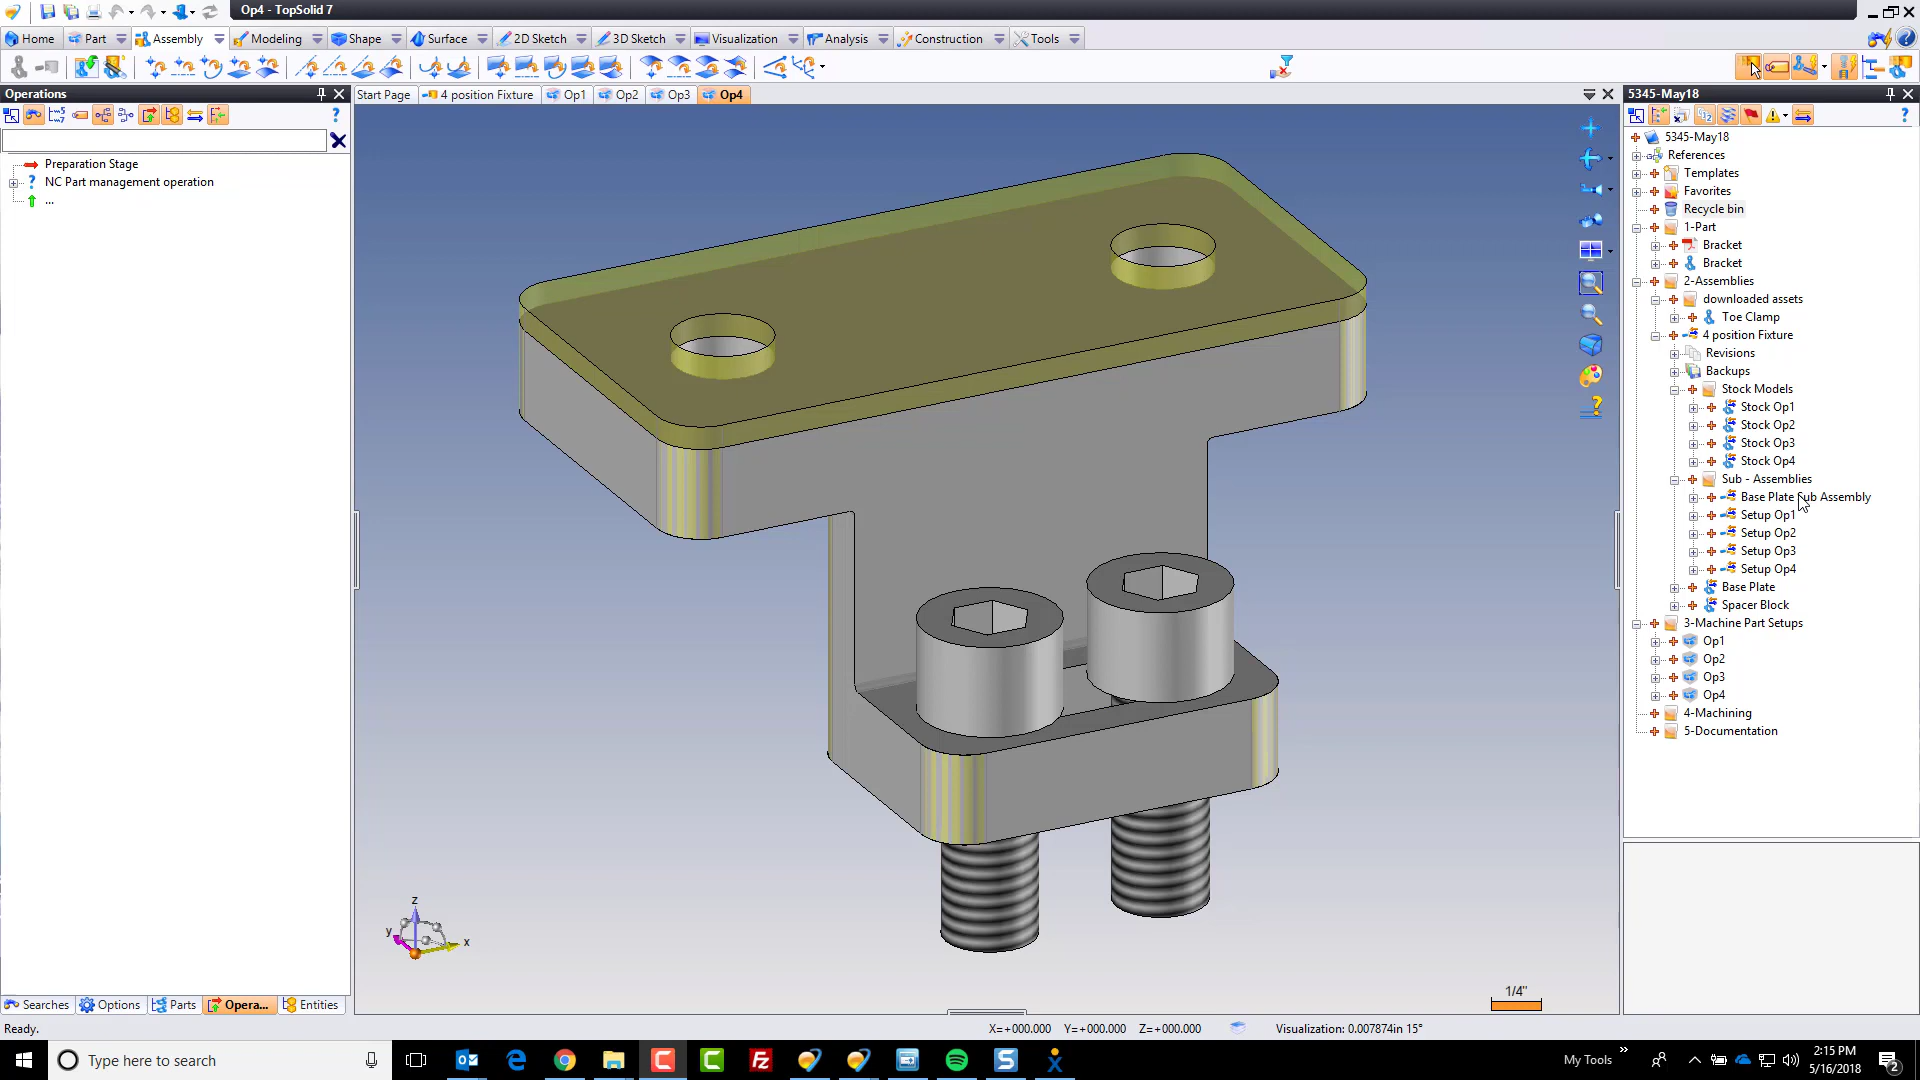 Op4 - TopSolid 7
Home
Part
Assembly
Modeling
Shape
Surface
2D Sketch
3D Sketch
Visualization
Analysis
Construction
Tools
Operations
Start Page
4 position Fixture
Op1
Op2
Op3
Op4
5345-May18
Preparation Stage
NC Part management operation
...
5345-May18
References
Templates
Favorites
Recycle bin
1-Part
Bracket
Bracket
2-Assemblies
downloaded assets
Toe Clamp
4 position Fixture
Revisions
Backups
Stock Models
Stock Op1
Stock Op2
Stock Op3
Stock Op4
Sub - Assemblies
Base Plate Sub Assembly
Setup Op1
Setup Op2
Setup Op3
Setup Op4
Base Plate
Spacer Block
3-Machine Part Setups
Op1
Op2
Op3
Op4
4-Machining
5-Documentation
z
y
x
1/4"
Searches
Options
Parts
Opera...
Entities
Ready.
X=+000.000 Y=+000.000 Z=+000.000
Visualization: 0.007874in 15°
Type here to search
My Tools
2:15 PM
5/16/2018
2